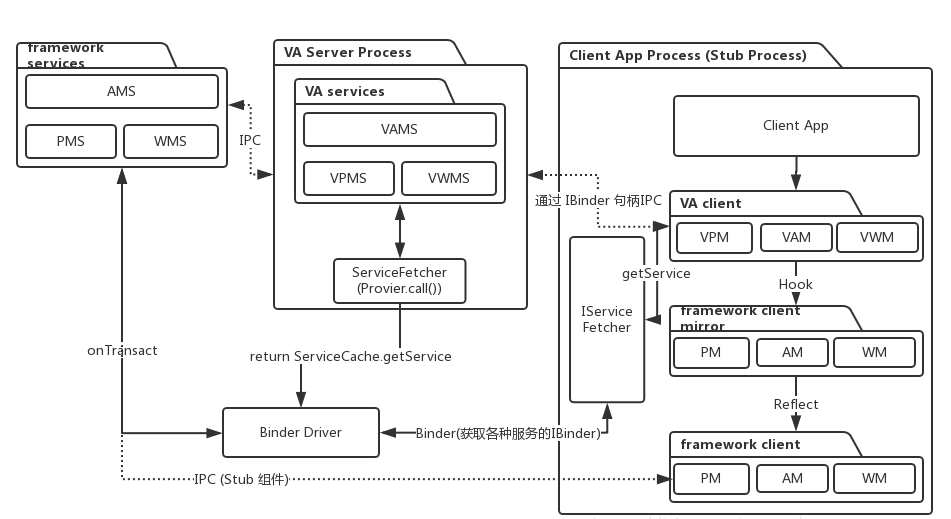 framework
services
AMS
PMS
WMS
IPC
VA Server Process
VA services
VAMS
VPMS
VWMS
ServiceFetcher
(Provier.call())
Client App Process (Stub Process)
Client App
通过 IBinder 句柄IPC
VA client
VPM
VAM
VWM
getService
IService
Fetcher
Hook
framework client
mirror
PM
AM
WM
Reflect
framework client
PM
AM
WM
onTransact
return ServiceCache.getService
Binder Driver
Binder(获取各种服务的IBinder)
IPC (Stub 组件)